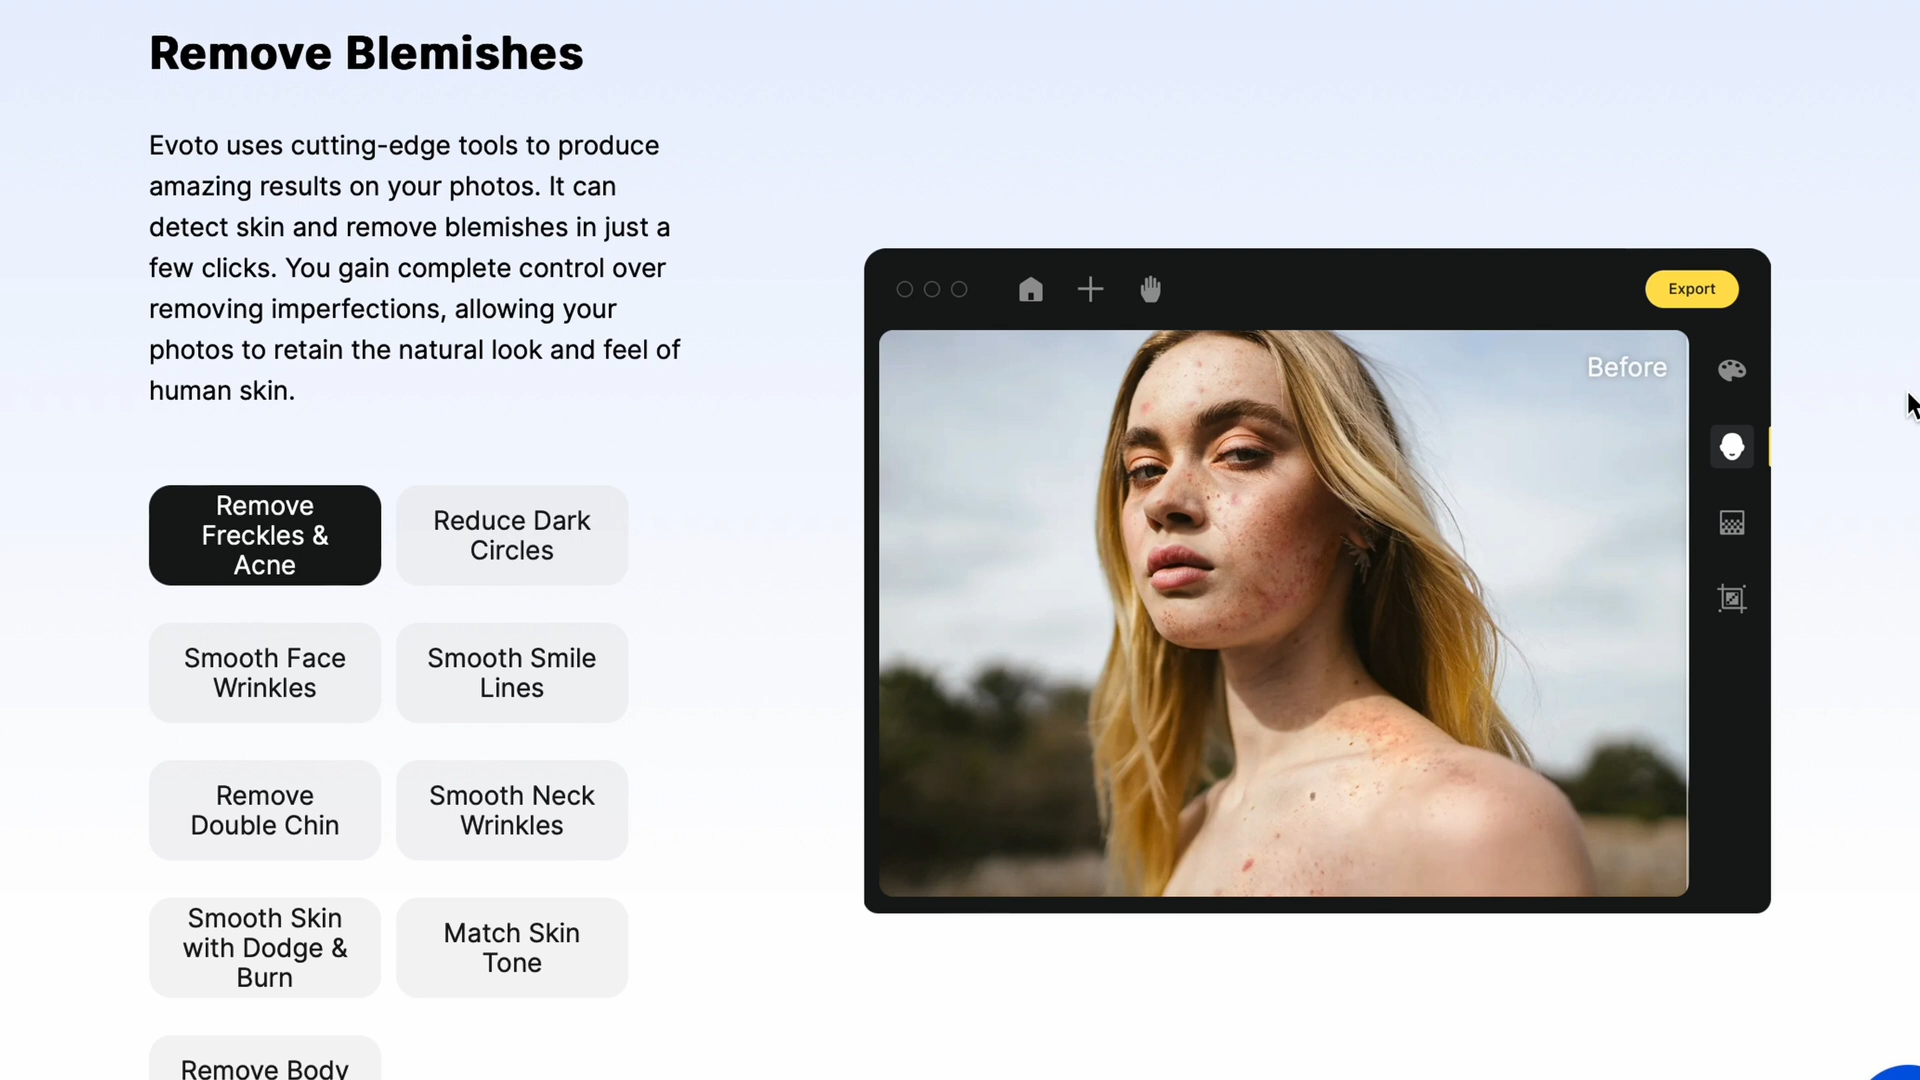 Remove Blemishes
Evoto uses cutting-edge tools to produce
amazing results on your photos. It can
detect skin and remove blemishes in just a
few clicks. You gain complete control over
removing imperfections, allowing your
photos to retain the natural look and feel of
human skin.
Remove
Freckles &
Acne
Reduce Dark
Circles
Smooth Face
Wrinkles
Smooth Smile
Lines
Remove
Double Chin
Smooth Neck
Wrinkles
Smooth Skin
with Dodge &
Burn
Match Skin
Tone
Remove Body
Export
Before